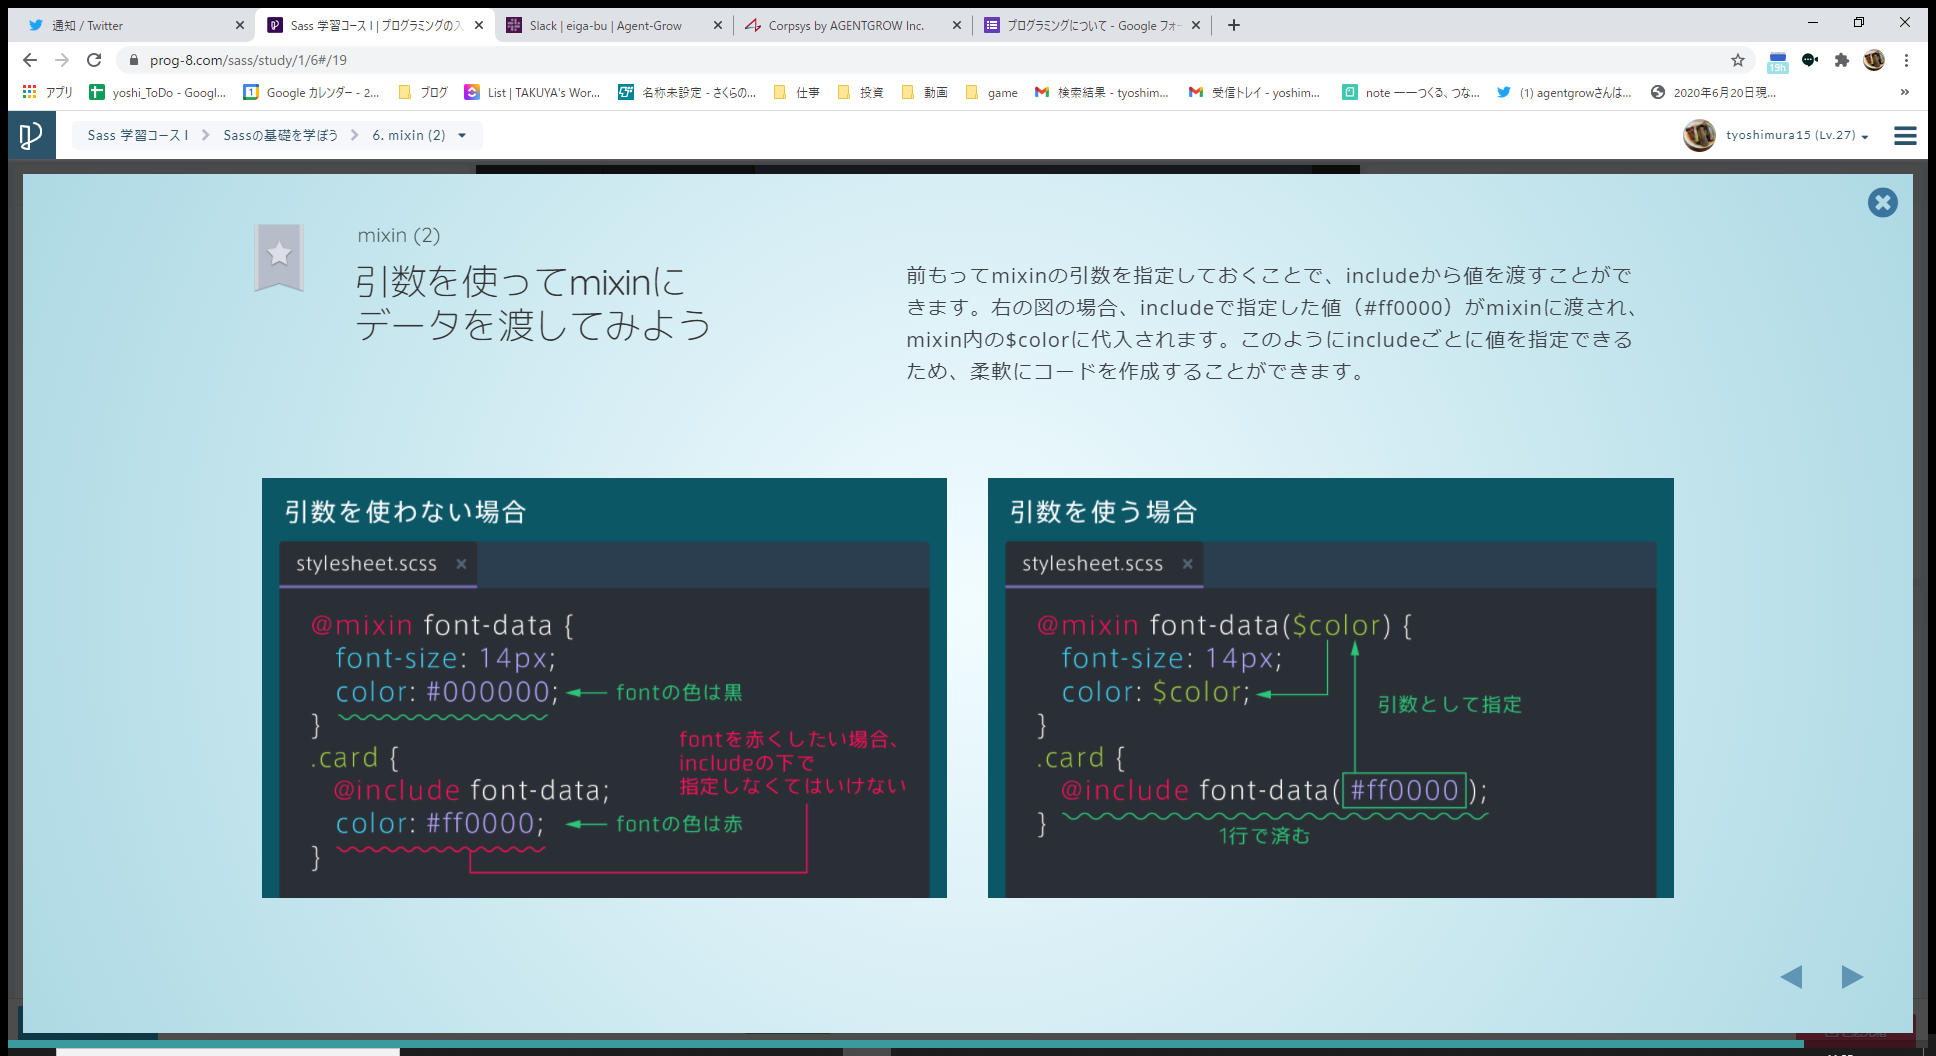 通知 / Twitter
Sass 学習コース I | プログラミングの入
Slack | eiga-bu | Agent-Grow
Corpsys by AGENTGROW Inc.
プログラミングについて - Google フォー
prog-8.com/sass/study/1/6#/19
19h
アプリ
yoshi_ToDo - Googl...
Google カレンダー - 2...
ブログ
List | TAKUYA's Wor...
名称未設定 - さくらの...
仕事
投資
動画
game
検索結果 - tyoshim...
受信トレイ - yoshim...
note ーーつくる、つな...
(1) agentgrowさんは...
2020年6月20日現...
»
Sass 学習コース I
Sassの基礎を学ぼう
6. mixin (2)
tyoshimura15 (Lv.27)
mixin (2)
引数を使ってmixinに
データを渡してみよう
前もってmixinの引数を指定しておくことで、includeから値を渡すことがで
きます。右の図の場合、includeで指定した値（#ff0000）がmixinに渡され、
mixin内の$colorに代入されます。このようにincludeごとに値を指定できる
ため、柔軟にコードを作成することができます。
引数を使わない場合
stylesheet.scss ×
@mixin font-data {
font-size: 14px;
color: #000000; fontの色は黒
}
.card {
fontを赤くしたい場合、
includeの下で
指定しなくてはいけない
@include font-data;
color: #ff0000; fontの色は赤
}
引数を使う場合
stylesheet.scss ×
@mixin font-data($color) {
font-size: 14px;
color: $color;
引数として指定
}
.card {
@include font-data( #ff0000 );
}
1行で済む